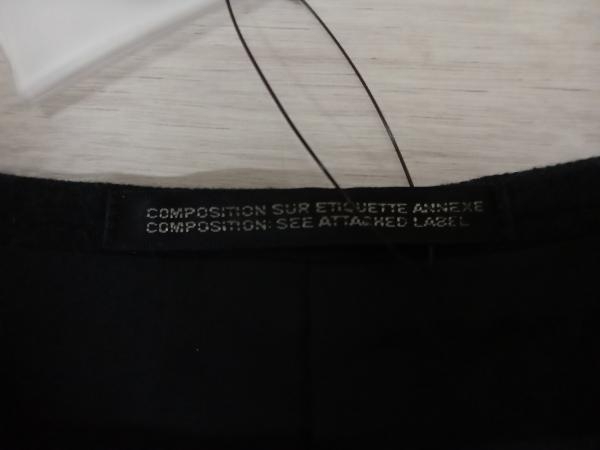 COMPOSITION SUR ETIQUETTE ANNEXE
COMPOSITION: SEE ATTACHED LABEL